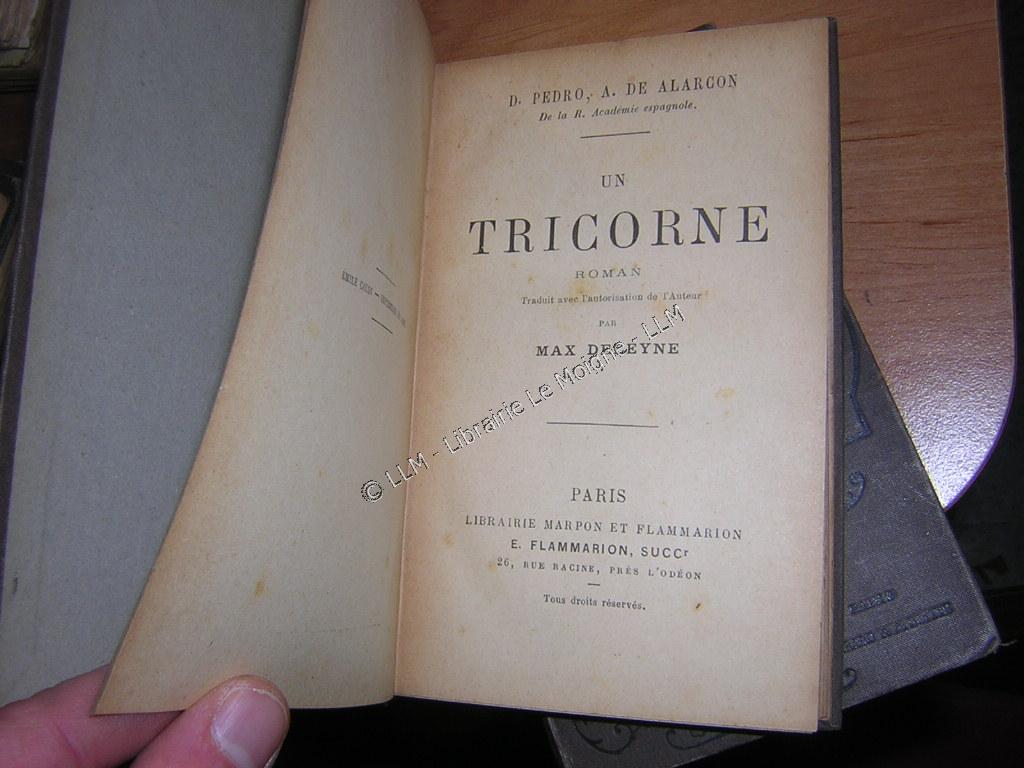 D. PEDRO, A. DE ALARCON
De la R. Académie espagnole.
UN
TRICORNE
ROMAN
Traduit avec l'autorisation de l'Auteur
PAR
MAX DELEYNE
© LLM - Librairie Le Moigne - LLM
PARIS
LIBRAIRIE MARPON ET FLAMMARION
E. FLAMMARION, SUCCr
26, RUE RACINE, PRÈS L'ODÉON
Tous droits réservés.